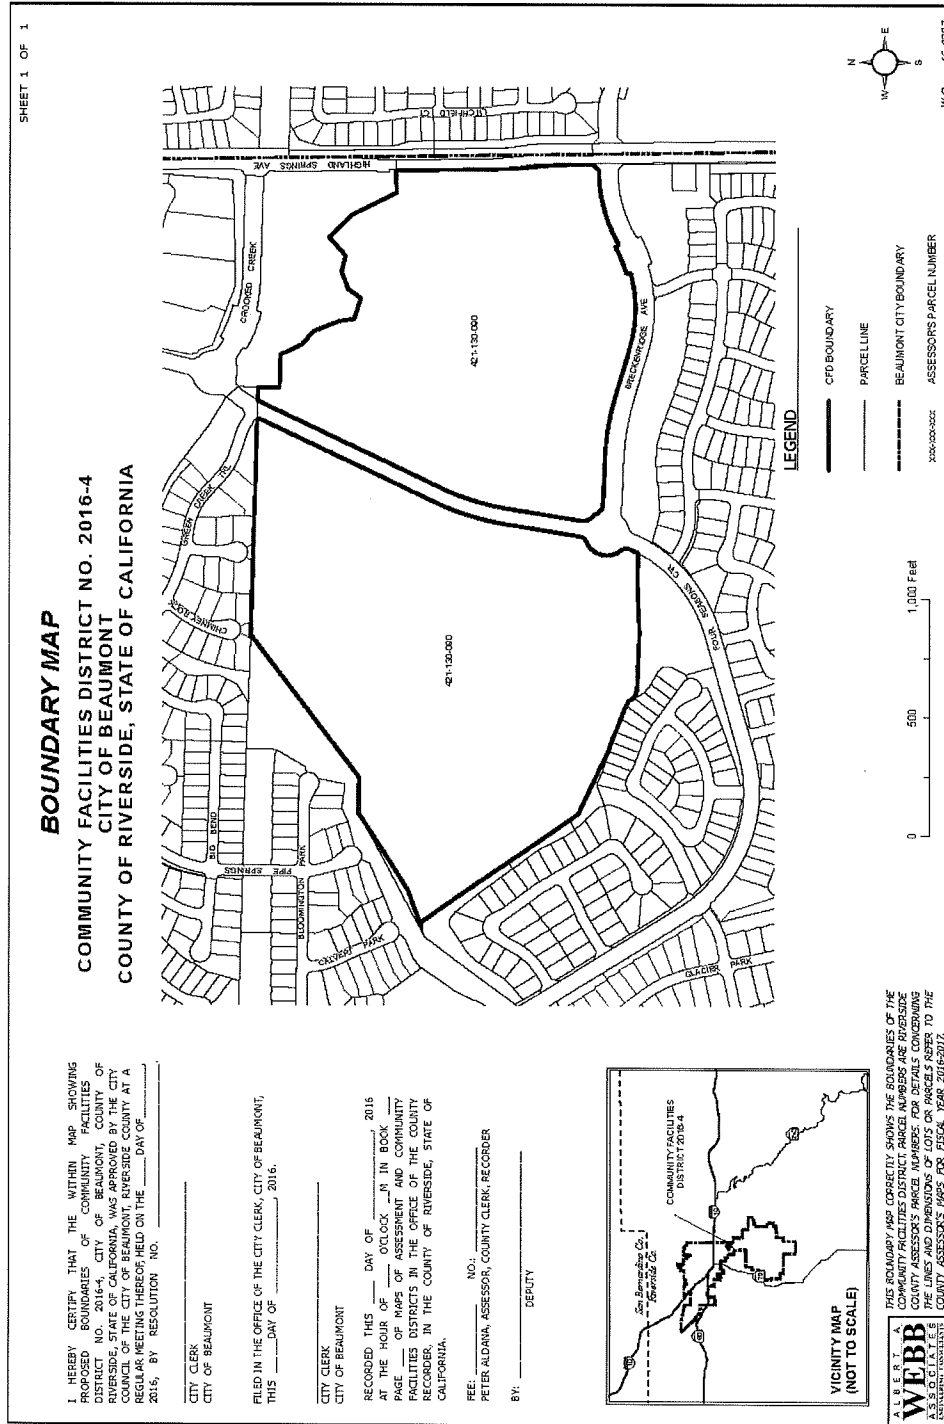 SHEET 1 OF 1
BOUNDARY MAP
COMMUNITY FACILITIES DISTRICT NO. 2016-4
CITY OF BEAUMONT
COUNTY OF RIVERSIDE, STATE OF CALIFORNIA
I HEREBY CERTIFY THAT THE WITHIN MAP SHOWING
PROPOSED BOUNDARIES OF COMMUNITY FACILITIES
DISTRICT NO. 2016-4, CITY OF BEAUMONT, COUNTY OF
RIVERSIDE, STATE OF CALIFORNIA, WAS APPROVED BY THE CITY
COUNCIL OF THE CITY OF BEAUMONT, RIVERSIDE COUNTY AT A
REGULAR MEETING THEREOF, HELD ON THE ____ DAY OF ________
2016, BY RESOLUTION NO. ________
CITY CLERK
CITY OF BEAUMONT
FILED IN THE OFFICE OF THE CITY CLERK, CITY OF BEAUMONT,
THIS ____ DAY OF ________, 2016.
CITY CLERK
CITY OF BEAUMONT
RECORDED THIS ____ DAY OF ________, 2016
AT THE HOUR OF ____ O'CLOCK __M IN BOOK ____
PAGE ____ OF MAPS OF ASSESSMENT AND COMMUNITY
FACILITIES DISTRICTS IN THE OFFICE OF THE COUNTY
RECORDER, IN THE COUNTY OF RIVERSIDE, STATE OF
CALIFORNIA.
FEE: ________ NO.: ________
PETER ALDANA, ASSESSOR, COUNTY CLERK, RECORDER
BY: ________
DEPUTY
BIG BEND
PIPE SPRINGS
BLOOMINGTON PARK
CALVERT PARK
GLACIER PARK
CHIMNEY ROCK
GREEN CREEK TRL
CROOKED CREEK
HIGHLAND SPRINGS AVE
LITCHFIELD CT
421-130-090
421-130-090
BRECKENRIDGE AVE
FOUR SEASONS CIR
N
E
S
W
LEGEND
CFD BOUNDARY
PARCEL LINE
BEAUMONT CITY BOUNDARY
XXX-XXX-XXX ASSESSOR'S PARCEL NUMBER
0 500 1,000 Feet
San Bernardino Co.
Riverside Co.
COMMUNITY FACILITIES
DISTRICT 2016-4
VICINITY MAP
(NOT TO SCALE)
ALBERT A.
WEBB
ASSOCIATES
THIS BOUNDARY MAP CORRECTLY SHOWS THE BOUNDARIES OF THE
COMMUNITY FACILITIES DISTRICT. PARCEL NUMBERS ARE RIVERSIDE
COUNTY ASSESSOR'S PARCEL NUMBERS. FOR DETAILS CONCERNING
THE LINES AND DIMENSIONS OF LOTS OR PARCELS REFER TO THE
COUNTY ASSESSOR'S MAPS FOR FISCAL YEAR 2016-2017.